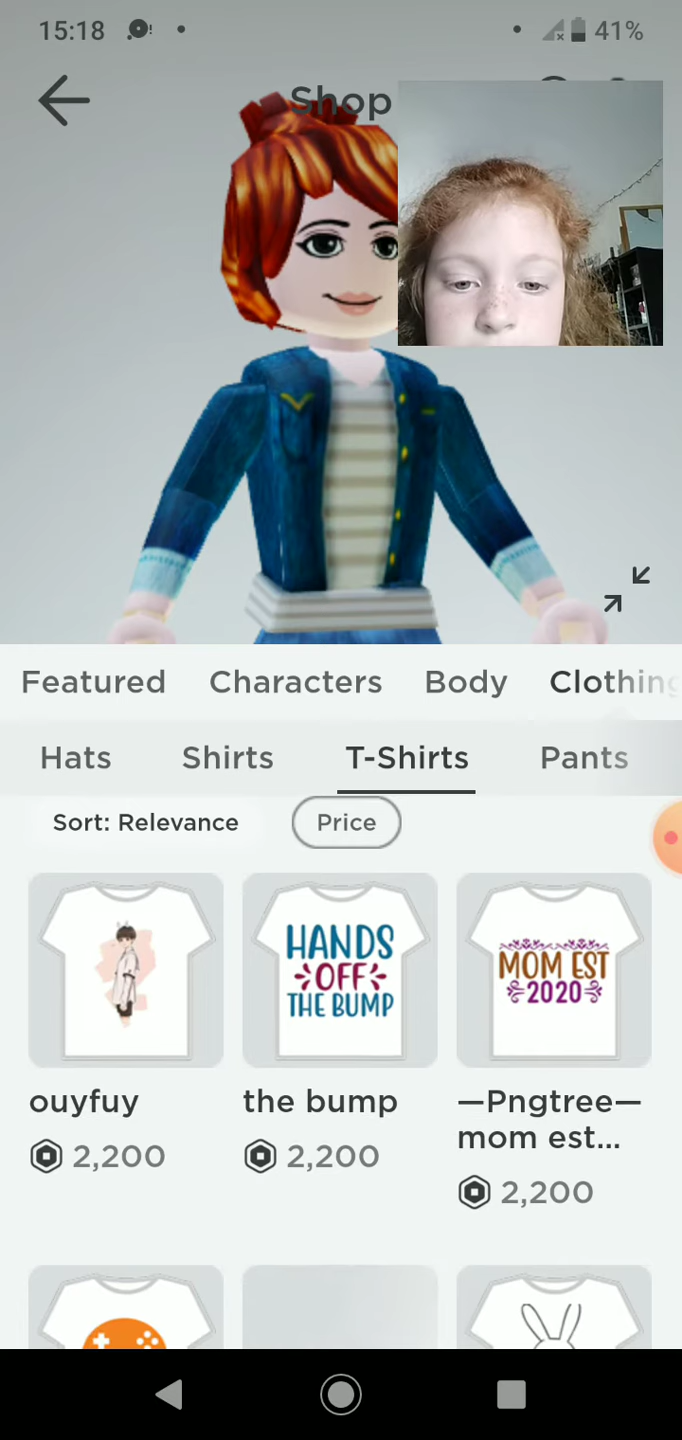 15:18
41%
Shop
Featured Characters Body Clothing
Hats Shirts T-Shirts Pants
Sort: Relevance Price
HANDS
OFF
THE BUMP
MOM EST
2020
ouyfuy the bump —Pngtree—
mom est...
2,200 2,200
2,200